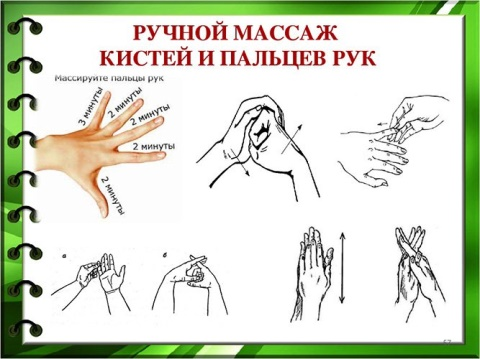 РУЧНОЙ МАССАЖ
КИСТЕЙ И ПАЛЬЦЕВ РУК
Массируйте пальцы рук
3 минуты
2 минуты
2 минуты
2 минуты
2 минуты
а
б